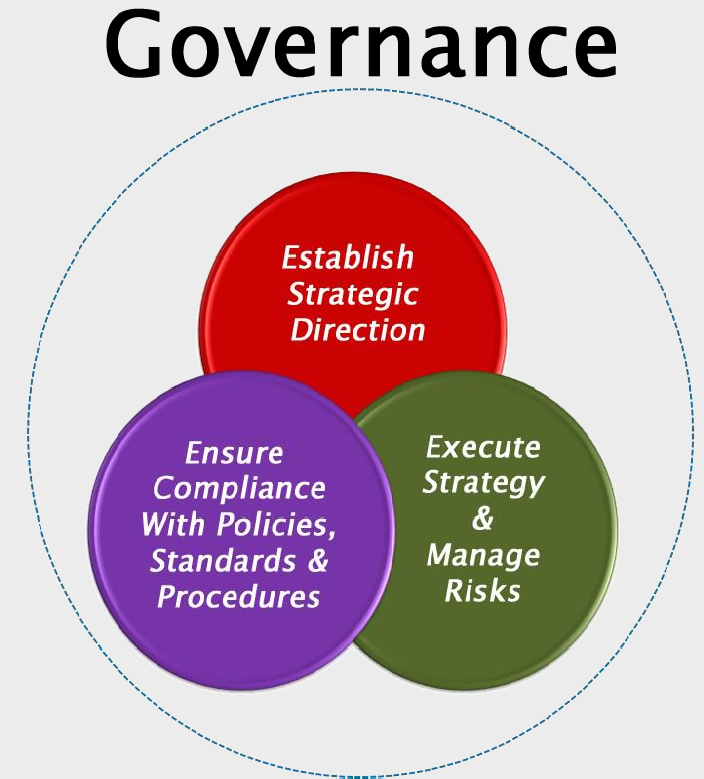 Governance
Establish
Strategic
Direction
Ensure
Compliance
With Policies,
Standards &
Procedures
Execute
Strategy
&
Manage
Risks